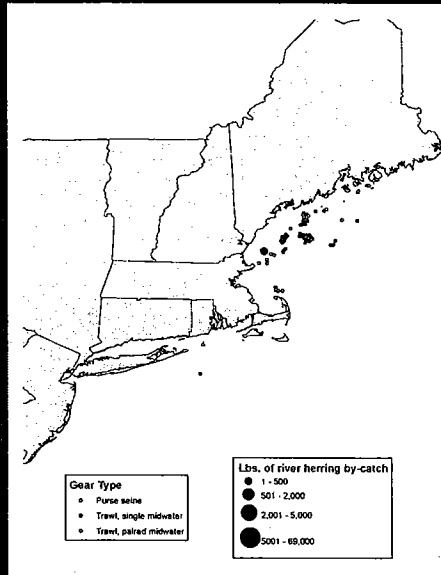 Gear Type
Purse seine
Trawl, single midwater
Trawl, paired midwater
Lbs. of river herring by-catch
1 - 500
501 - 2,000
2,001 - 5,000
5001 - 69,000